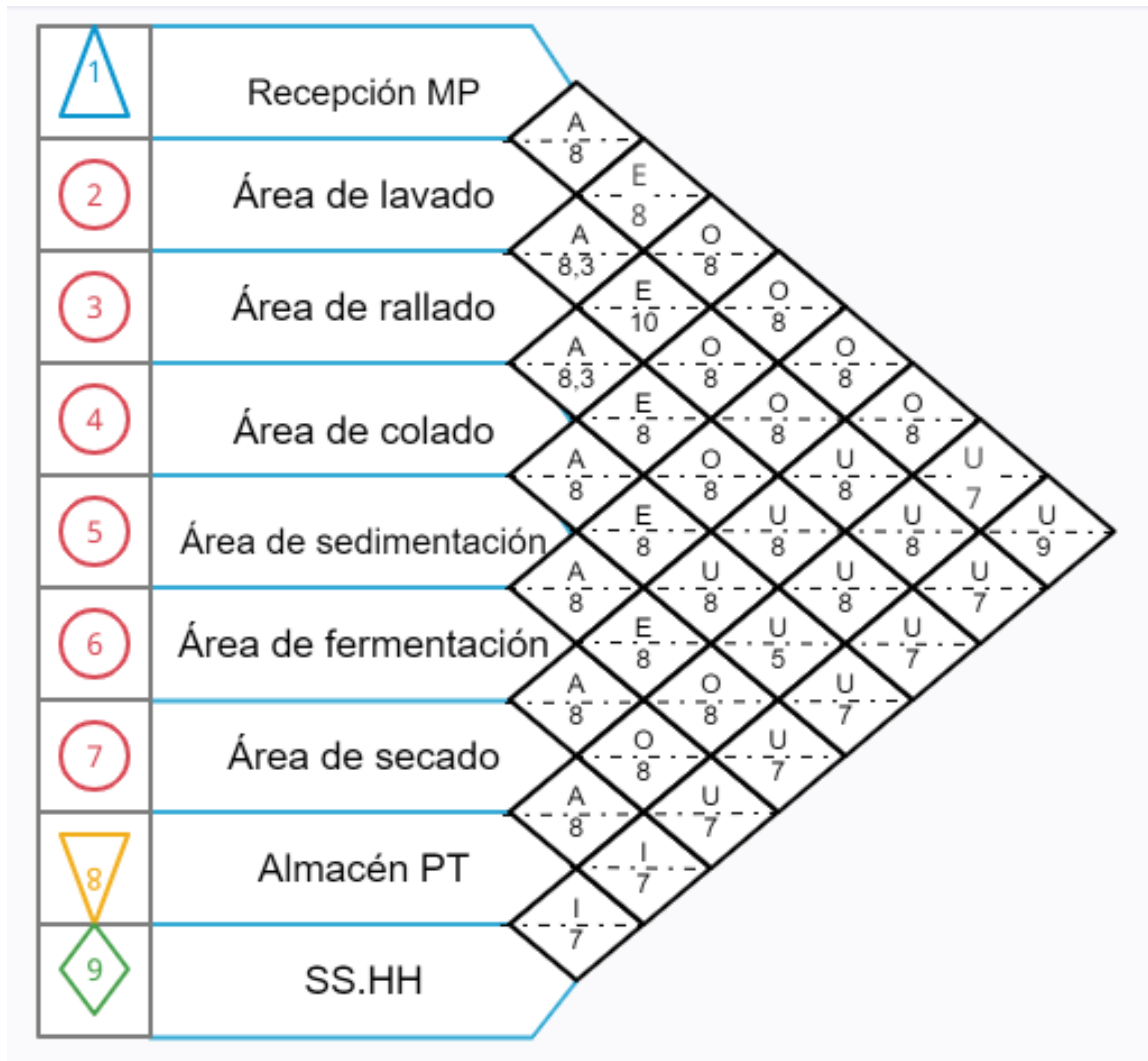 1
Recepción MP
A
8
E
8
2 Área de lavado
A O
8,3 8
E O
10 8
3 Área de rallado
A O O
8,3 8 8
E O O
8 8 8
4 Área de colado
A O U U
8 8 8 7
E U U U
8 8 8 9
5 Área de sedimentación
A U U U
8 8 8 7
E U U
8 5 7
6 Área de fermentación
A O U
8 8 7
O U
8 7
7 Área de secado
A U
8 7
I
7
8 Almacén PT
I
7
9 SS.HH